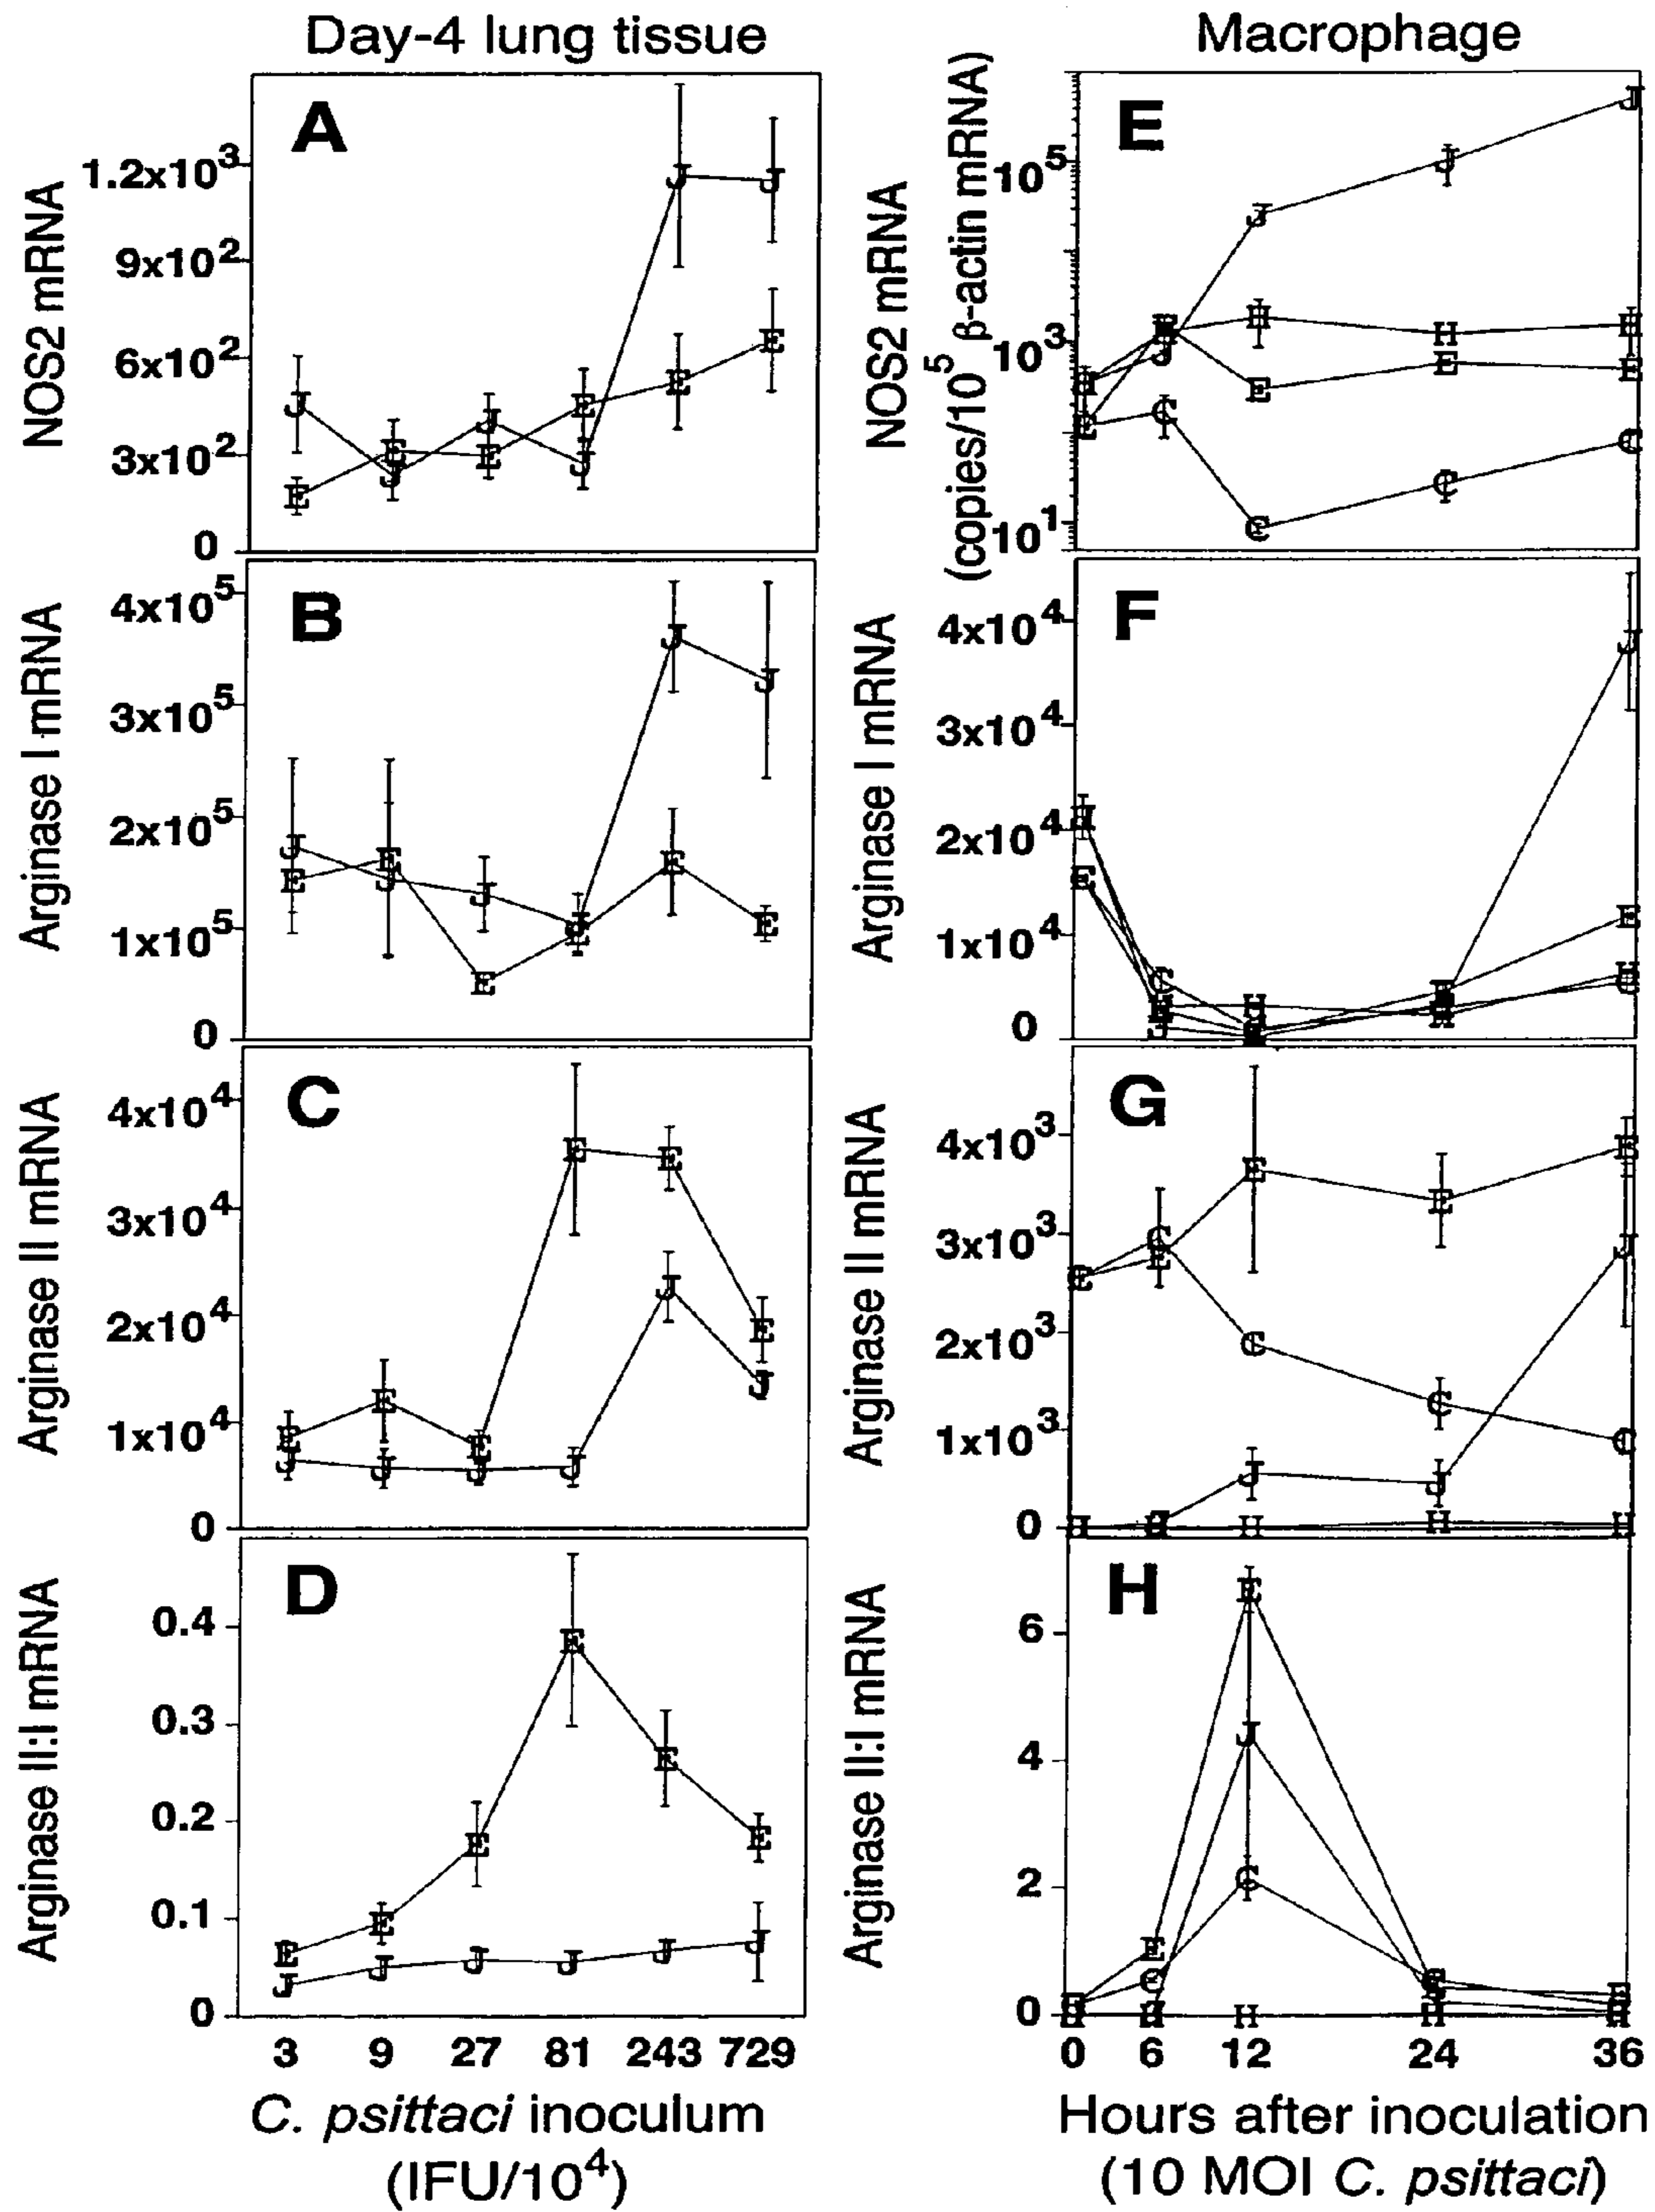 Day-4 lung tissue
Macrophage
A
NOS2 mRNA
1.2x10³
9x10²
6x10²
3x10²
0
E
NOS2 mRNA
(copies/10⁵ β-actin mRNA)
10⁵
10³
10¹
B
Arginase I mRNA
4x10⁵
3x10⁵
2x10⁵
1x10⁵
0
F
Arginase I mRNA
4x10⁴
3x10⁴
2x10⁴
1x10⁴
0
C
Arginase II mRNA
4x10⁴
3x10⁴
2x10⁴
1x10⁴
0
G
Arginase II mRNA
4x10³
3x10³
2x10³
1x10³
0
D
Arginase II:I mRNA
0.4
0.3
0.2
0.1
0
3 9 27 81 243 729
C. psittaci inoculum
(IFU/10⁴)
H
Arginase II:I mRNA
6
4
2
0
0 6 12 24 36
Hours after inoculation
(10 MOI C. psittaci)